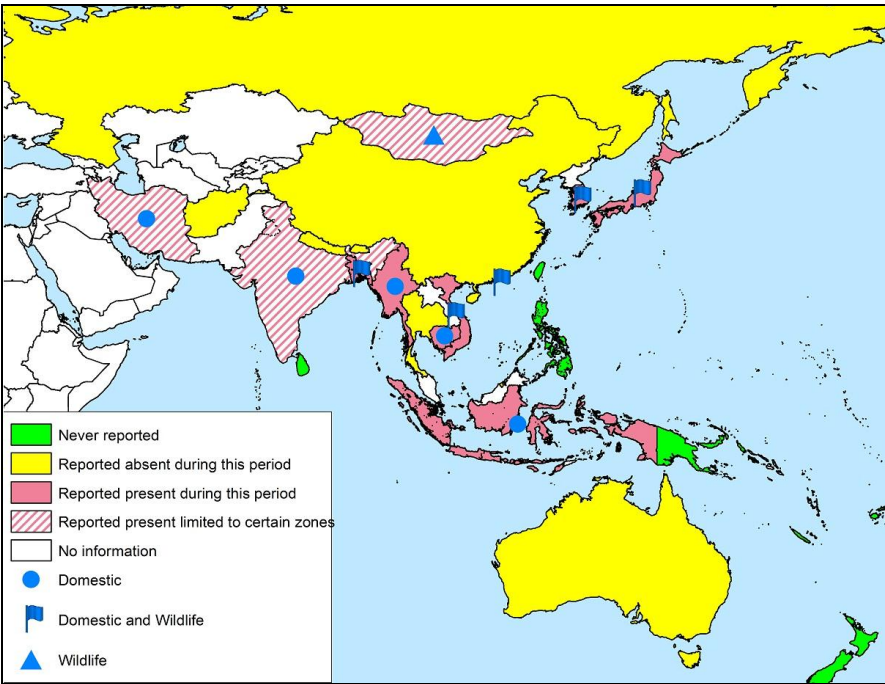 Never reported
Reported absent during this period
Reported present during this period
Reported present limited to certain zones
No information
Domestic
Domestic and Wildlife
Wildlife